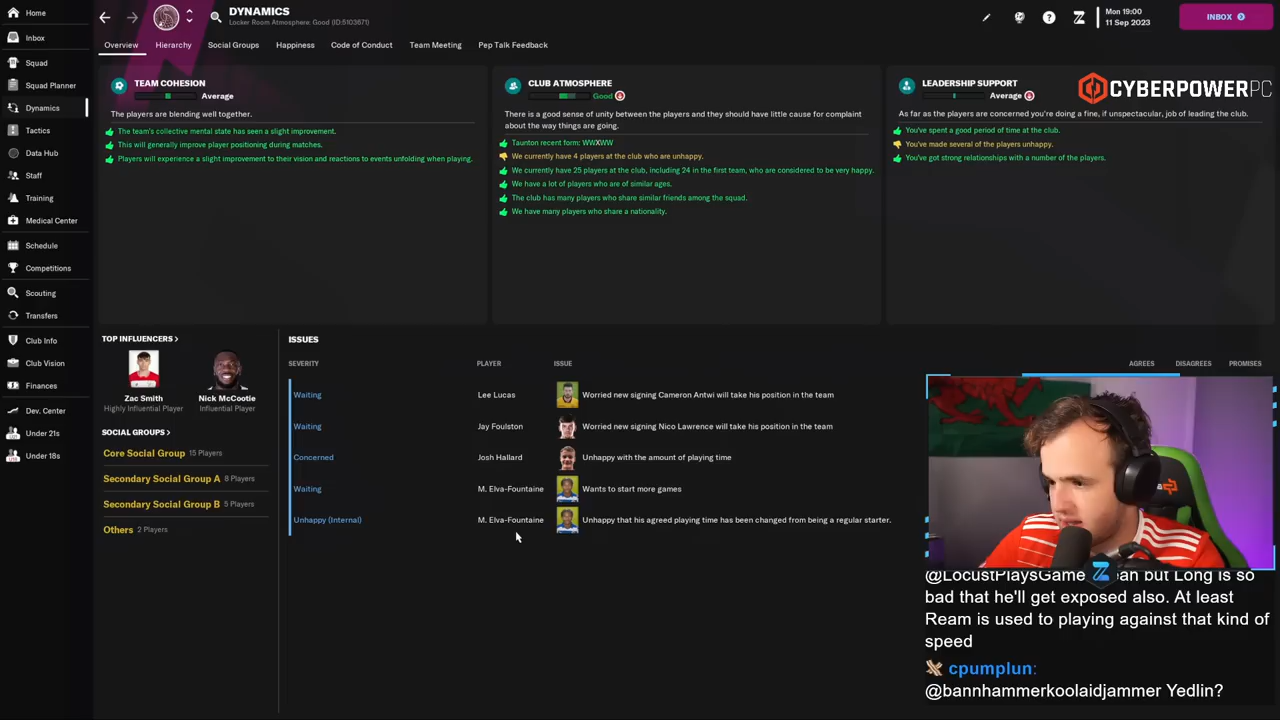 Home
Inbox
Squad
Squad Planner
Dynamics
Tactics
Data Hub
Staff
Training
Medical Center
Schedule
Competitions
Scouting
Transfers
Club Info
Club Vision
Finances
Dev. Center
Under 21s
Under 18s
DYNAMICS
Locker Room Atmosphere: Good (ID:5103671)
Mon 19:00
11 Sep 2023
INBOX
Overview
Hierarchy
Social Groups
Happiness
Code of Conduct
Team Meeting
Pep Talk Feedback
TEAM COHESION
Average
The players are blending well together.
The team's collective mental state has seen a slight improvement.
This will generally improve player positioning during matches.
Players will experience a slight improvement to their vision and reactions to events unfolding when playing.
CLUB ATMOSPHERE
Good
There is a good sense of unity between the players and they should have little cause for complaint
about the way things are going.
Taunton recent form: WWXWW
We currently have 4 players at the club who are unhappy.
We currently have 25 players at the club, including 24 in the first team, who are considered to be very happy.
We have a lot of players who are of similar ages.
The club has many players who share similar friends among the squad.
We have many players who share a nationality.
LEADERSHIP SUPPORT
Average
As far as the players are concerned you're doing a fine, if unspectacular, job of leading the club.
You've spent a good period of time at the club.
You've made several of the players unhappy.
You've got strong relationships with a number of the players.
CYBERPOWERPC
TOP INFLUENCERS >
Zac Smith
Highly Influential Player
Nick McCootie
Influential Player
SOCIAL GROUPS >
Core Social Group 15 Players
Secondary Social Group A 8 Players
Secondary Social Group B 5 Players
Others 2 Players
ISSUES
SEVERITY PLAYER ISSUE AGREES DISAGREES PROMISES
Waiting Lee Lucas Worried new signing Cameron Antwi will take his position in the team
Waiting Jay Foulston Worried new signing Nico Lawrence will take his position in the team
Concerned Josh Hallard Unhappy with the amount of playing time
Waiting M. Elva-Fountaine Wants to start more games
Unhappy (Internal) M. Elva-Fountaine Unhappy that his agreed playing time has been changed from being a regular starter.
@LocustPlaysGame but Long is so
bad that he'll get exposed also. At least
Ream is used to playing against that kind of
speed
cpumplun:
@bannhammerkoolaidjammer Yedlin?